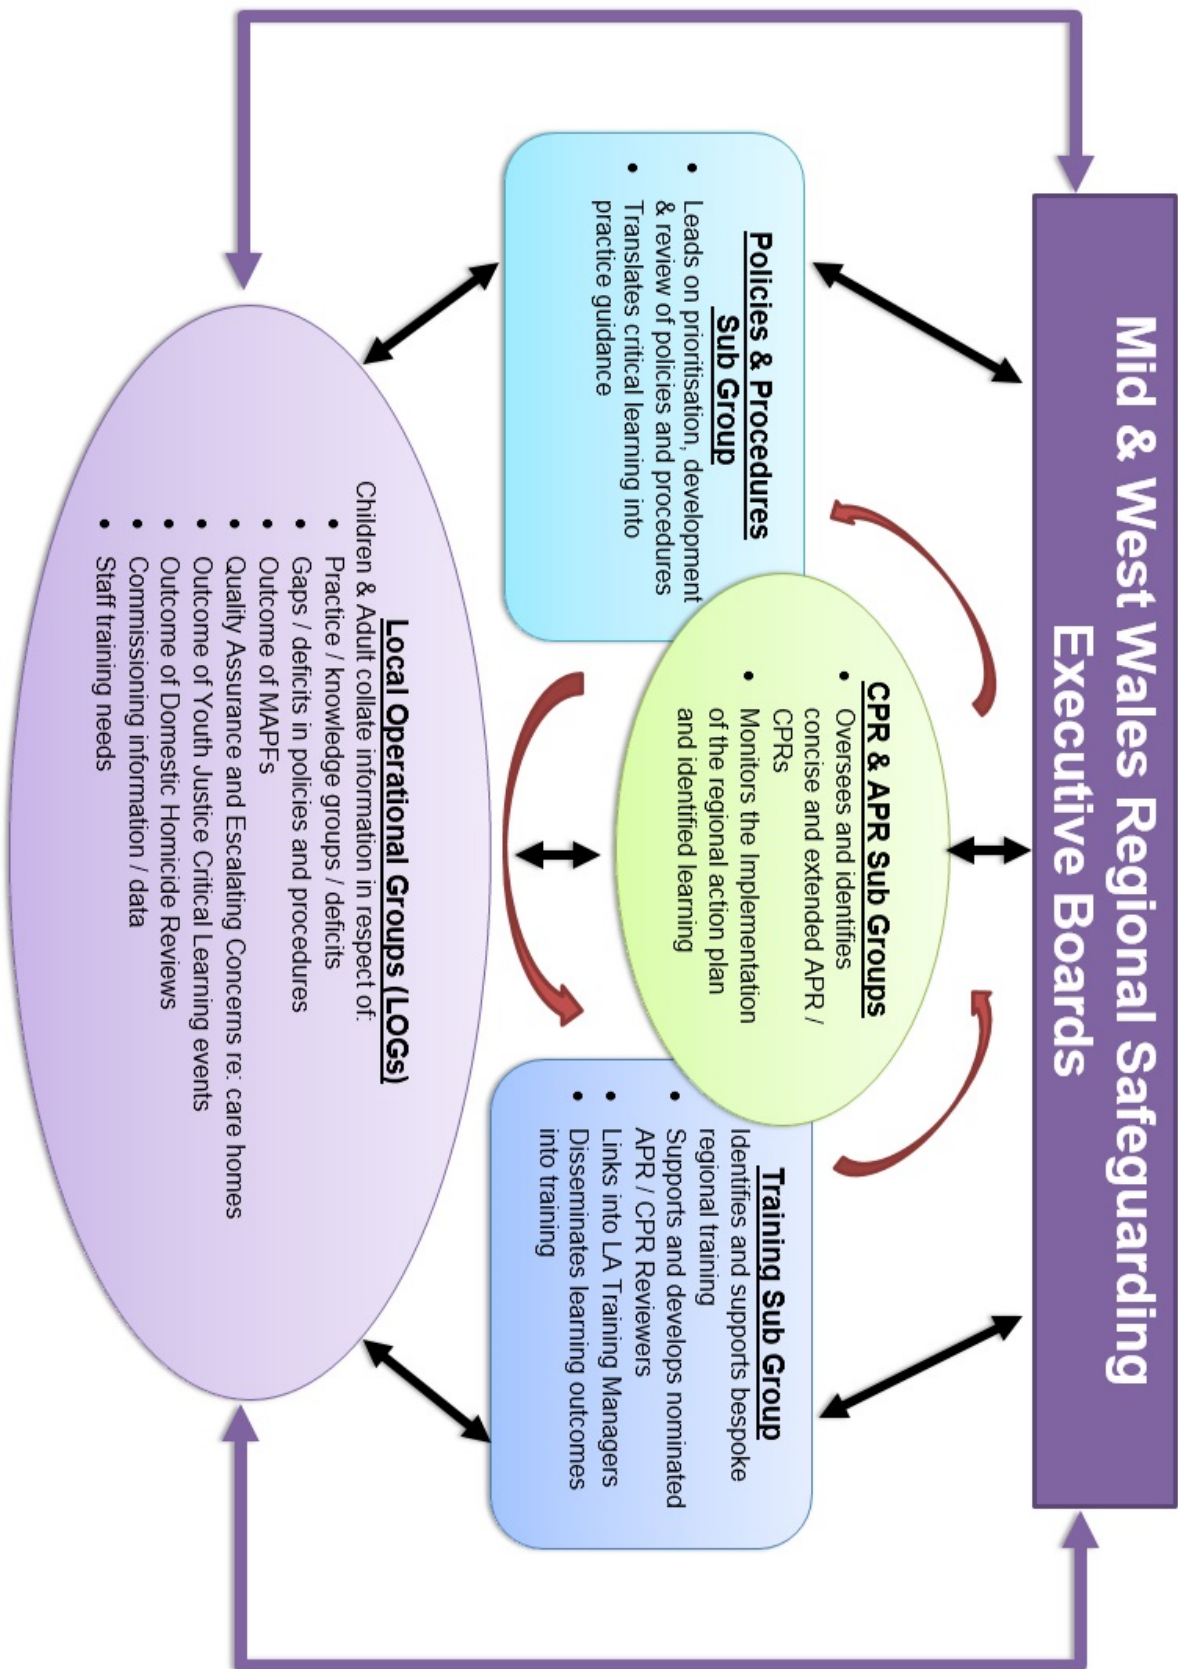 Mid & West Wales Regional Safeguarding
Executive Boards
Policies & Procedures
Sub Group
• Leads on prioritisation, development
& review of policies and procedures
• Translates critical learning into
practice guidance
CPR & APR Sub Groups
• Oversees and identifies
concise and extended APR /
CPRs
• Monitors the Implementation
of the regional action plan
and identified learning
Training Sub Group
Identifies and supports bespoke
regional training
• Supports and develops nominated
APR / CPR Reviewers
• Links into LA Training Managers
• Disseminates learning outcomes
into training
Local Operational Groups (LOGs)
Children & Adult collate information in respect of:
• Practice / knowledge groups / deficits
• Gaps / deficits in policies and procedures
• Outcome of MAPFs
• Quality Assurance and Escalating Concerns re: care homes
• Outcome of Youth Justice Critical Learning events
• Outcome of Domestic Homicide Reviews
• Commissioning information / data
• Staff training needs